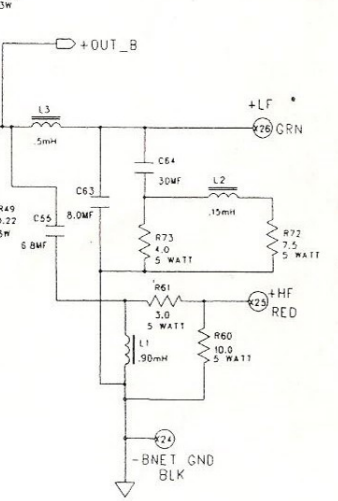 3W
+OUT_B
L3
.5mH
+LF
X26 GRN
C64
30MF
L2
.15mH
R49
0.22
3W
C55
6.8MF
C63
8.0MF
R73
4.0
5 WATT
R72
7.5
5 WATT
R61
3.0
5 WATT
X25
+HF
RED
L1
.90mH
R60
10.0
5 WATT
X24
-BNET GND
BLK